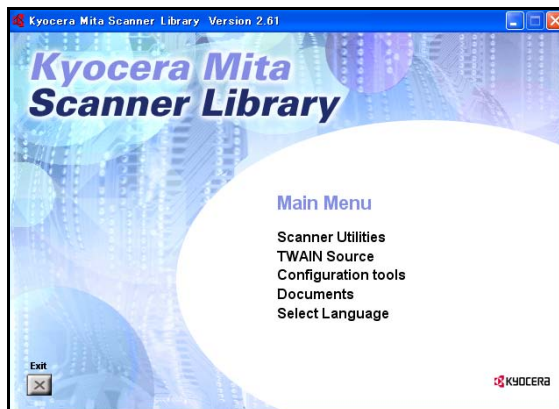 Kyocera Mita Scanner Library Version 2.61
Kyocera Mita
Scanner Library
Main Menu
Scanner Utilities
TWAIN Source
Configuration tools
Documents
Select Language
Exit
KYOCERA